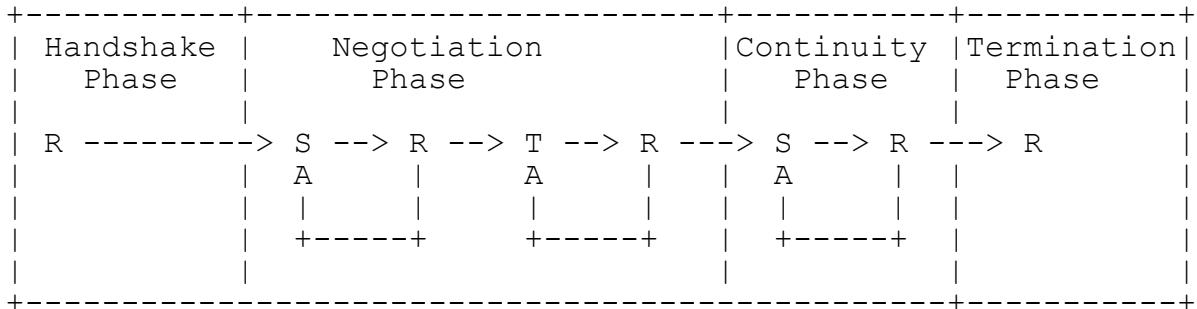 +-----------+-----------------------+-----------+-----------+
| Handshake |    Negotiation        |Continuity |Termination|
|   Phase   |      Phase            |   Phase   |  Phase    |
|           |                       |           |           |
| R ---------> S --> R --> T --> R ---> S --> R ---> R       |
|           |  A     |     A     |   |  A     |  |           |
|           |  |     |     |     |   |  |     |  |           |
|           |  +-----+     +-----+   |  +-----+  |           |
|           |                        |           |           |
+-----------------------------------------------+-----------+